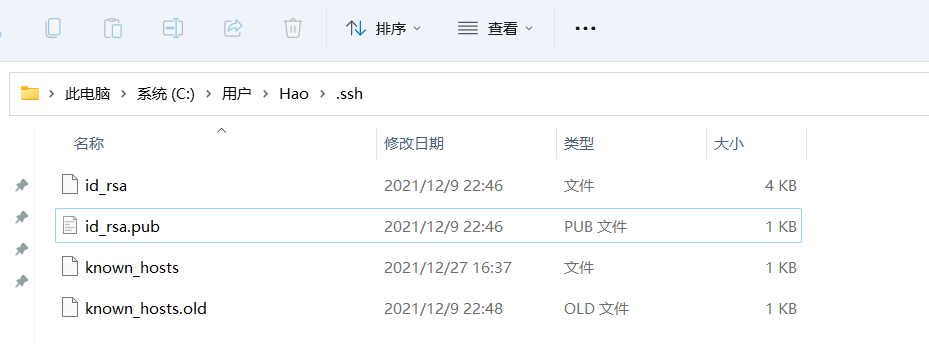 排序 查看
此电脑 系统 (C:) 用户 Hao .ssh
名称 修改日期 类型 大小
id_rsa 2021/12/9 22:46 文件 4 KB
id_rsa.pub 2021/12/9 22:46 PUB 文件 1 KB
known_hosts 2021/12/27 16:37 文件 1 KB
known_hosts.old 2021/12/9 22:48 OLD 文件 1 KB